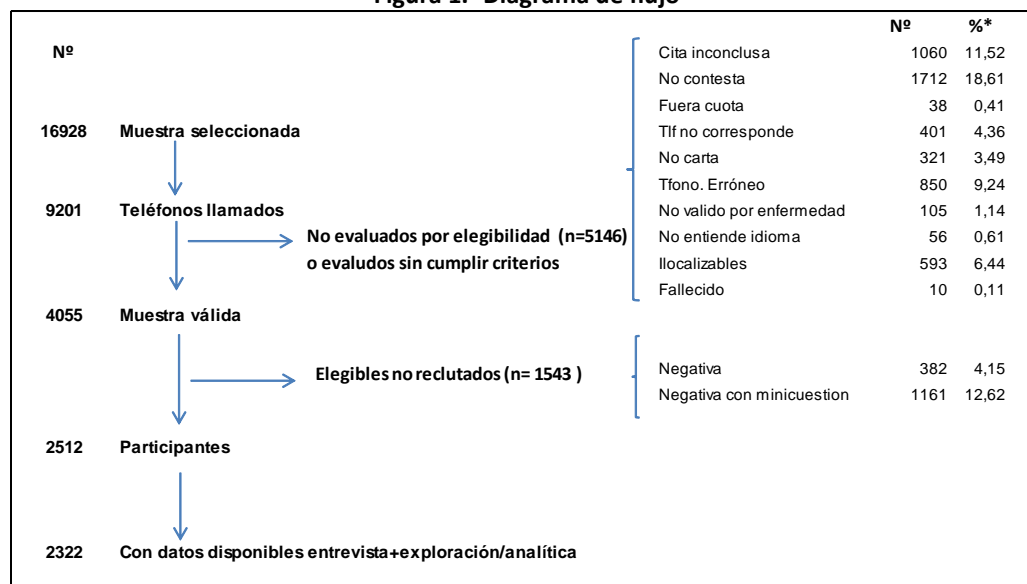 Figura 1.- Diagrama de flujo
Nº %*
Nº
Cita inconclusa 1060 11,52
No contesta 1712 18,61
Fuera cuota 38 0,41
16928 Muestra seleccionada
Tlf no corresponde 401 4,36
No carta 321 3,49
Tfono. Erróneo 850 9,24
9201 Teléfonos llamados
No valido por enfermedad 105 1,14
No evaluados por elegibilidad (n=5146)
o evaludos sin cumplir criterios
No entiende idioma 56 0,61
Ilocalizables 593 6,44
Fallecido 10 0,11
4055 Muestra válida
Elegibles no reclutados (n= 1543 )
Negativa 382 4,15
Negativa con minicuestion 1161 12,62
2512 Participantes
2322 Con datos disponibles entrevista+exploración/analítica